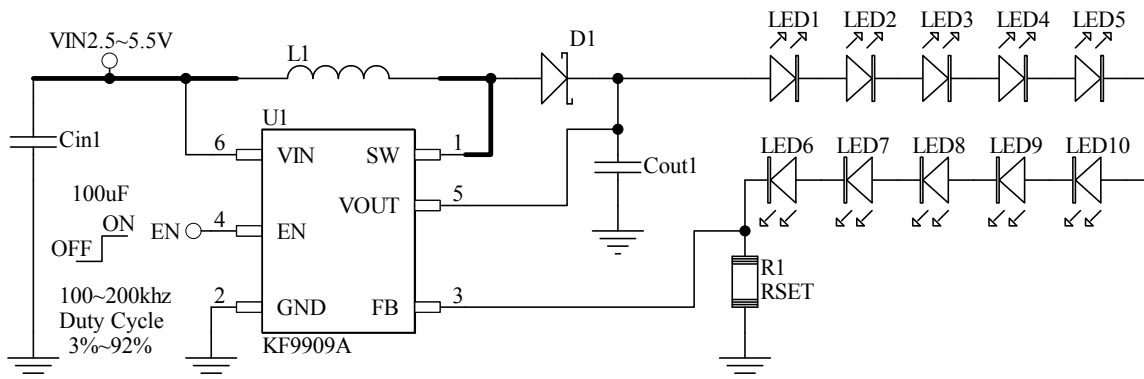 LED1 LED2 LED3 LED4 LED5
VIN2.5~5.5V
L1
D1
U1
Cin1
6 VIN SW 1
LED6 LED7 LED8 LED9 LED10
Cout1
100uF
VOUT 5
ON
OFF
EN 4 EN
R1
RSET
100~200khz
Duty Cycle
3%~92%
2 GND FB 3
KF9909A